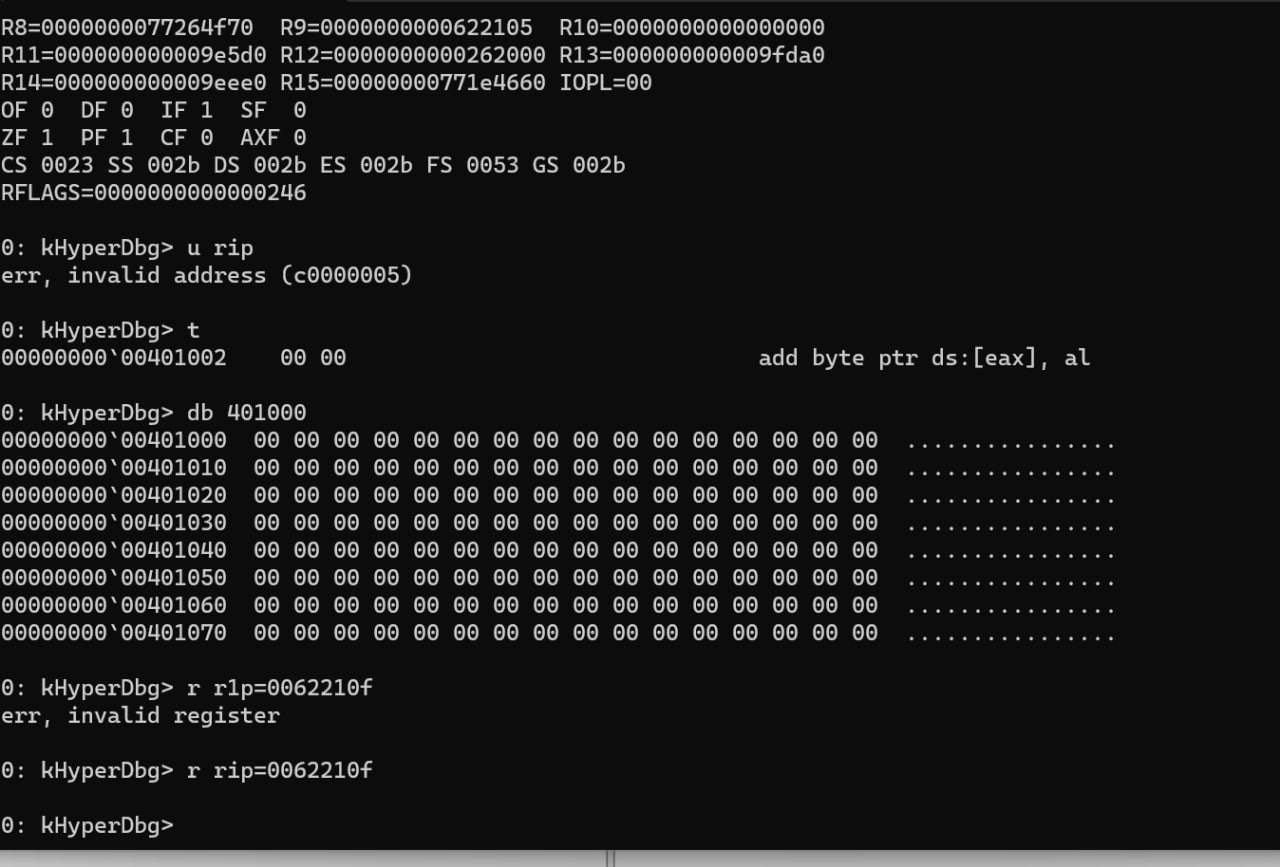 R8=0000000077264f70  R9=0000000000622105  R10=0000000000000000
R11=000000000009e5d0 R12=0000000000262000 R13=000000000009fda0
R14=000000000009eee0 R15=00000000771e4660 IOPL=00
OF 0  DF 0  IF 1  SF  0
ZF 1  PF 1  CF 0  AXF 0
CS 0023 SS 002b DS 002b ES 002b FS 0053 GS 002b
RFLAGS=0000000000000246
0: kHyperDbg> u rip
err, invalid address (c0000005)
0: kHyperDbg> t
00000000`00401002    00 00                               add byte ptr ds:[eax], al
0: kHyperDbg> db 401000
00000000`00401000  00 00 00 00 00 00 00 00 00 00 00 00 00 00 00 00  ................
00000000`00401010  00 00 00 00 00 00 00 00 00 00 00 00 00 00 00 00  ................
00000000`00401020  00 00 00 00 00 00 00 00 00 00 00 00 00 00 00 00  ................
00000000`00401030  00 00 00 00 00 00 00 00 00 00 00 00 00 00 00 00  ................
00000000`00401040  00 00 00 00 00 00 00 00 00 00 00 00 00 00 00 00  ................
00000000`00401050  00 00 00 00 00 00 00 00 00 00 00 00 00 00 00 00  ................
00000000`00401060  00 00 00 00 00 00 00 00 00 00 00 00 00 00 00 00  ................
00000000`00401070  00 00 00 00 00 00 00 00 00 00 00 00 00 00 00 00  ................
0: kHyperDbg> r r1p=0062210f
err, invalid register
0: kHyperDbg> r rip=0062210f
0: kHyperDbg>